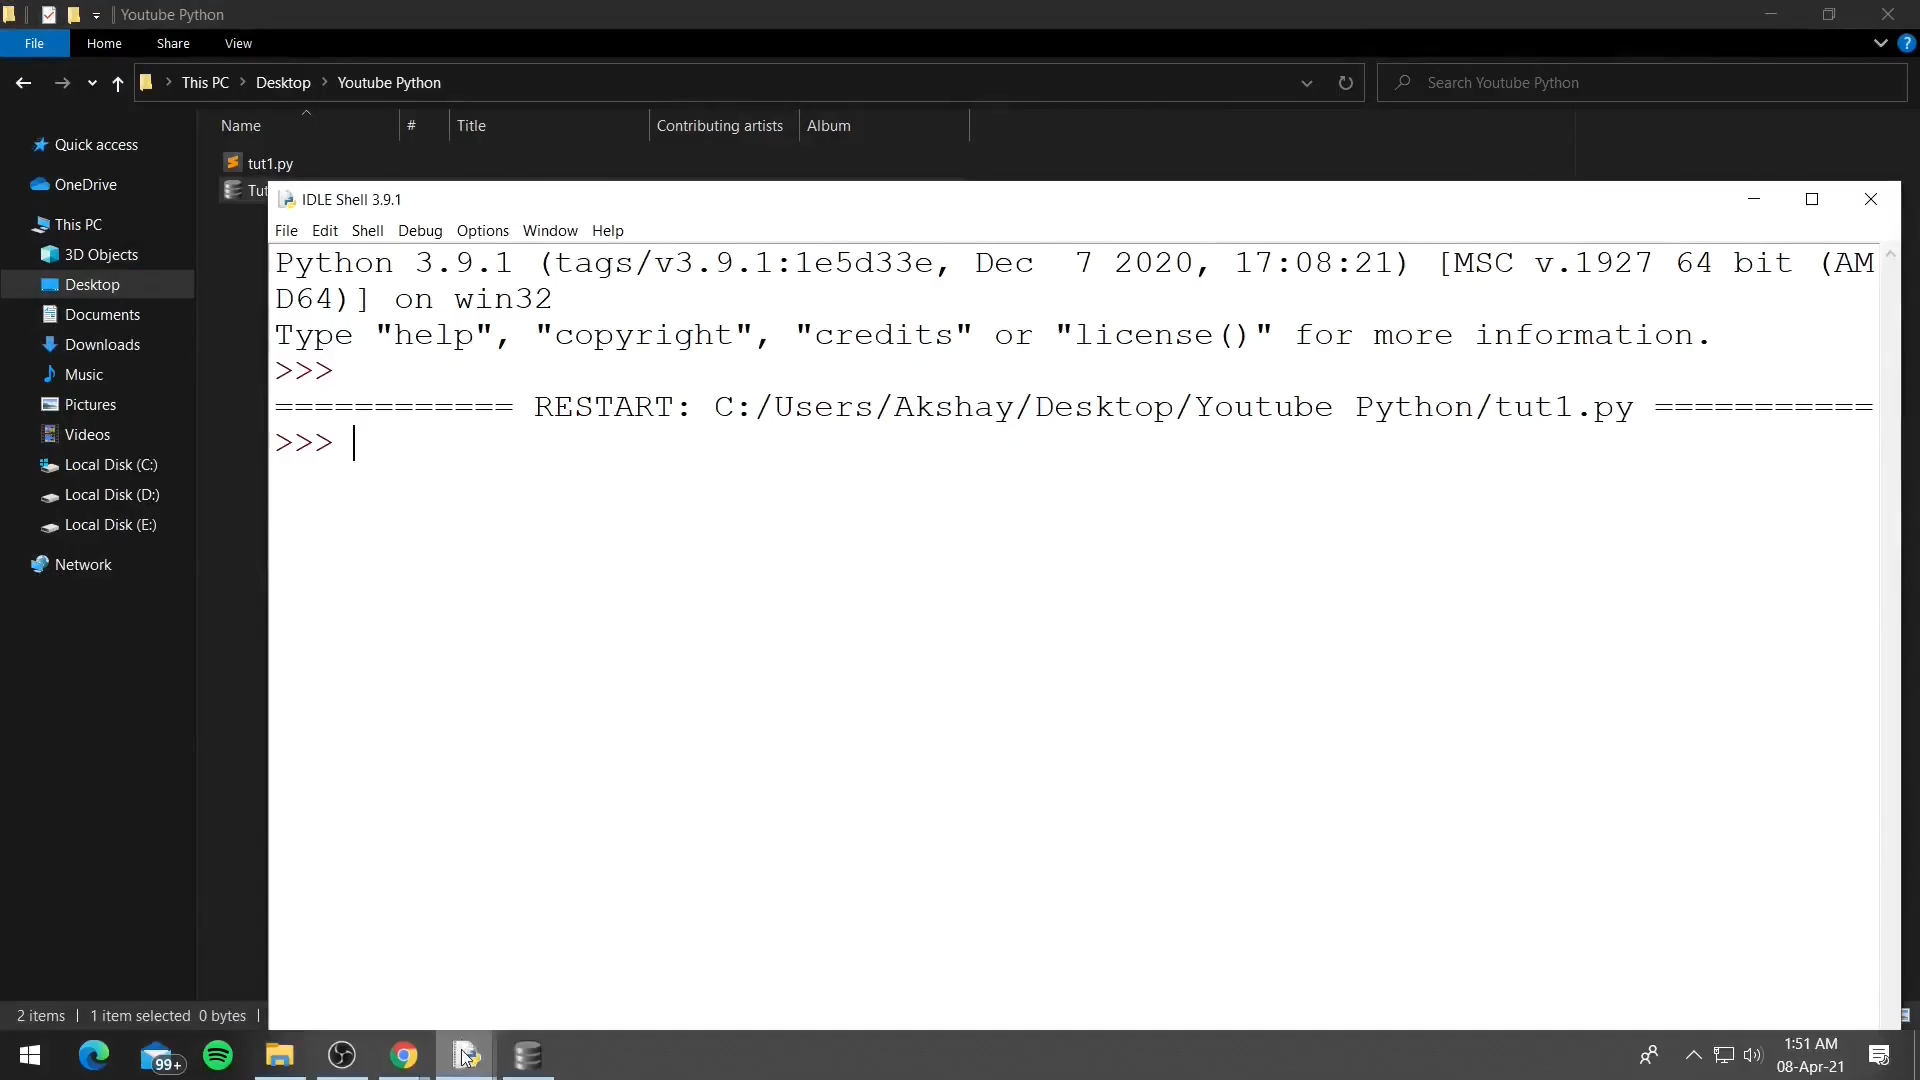 Youtube Python
File Home Share View
This PC Desktop Youtube Python
Search Youtube Python
Name # Title Contributing artists Album
tut1.py
Tut
Quick access
OneDrive
This PC
3D Objects
Desktop
Documents
Downloads
Music
Pictures
Videos
Local Disk (C:)
Local Disk (D:)
Local Disk (E:)
Network
2 items 1 item selected 0 bytes
IDLE Shell 3.9.1
File Edit Shell Debug Options Window Help
Python 3.9.1 (tags/v3.9.1:1e5d33e, Dec  7 2020, 17:08:21) [MSC v.1927 64 bit (AM
D64)] on win32
Type "help", "copyright", "credits" or "license()" for more information.
>>>
============ RESTART: C:/Users/Akshay/Desktop/Youtube Python/tut1.py ===========
>>>
99+
1:51 AM
08-Apr-21